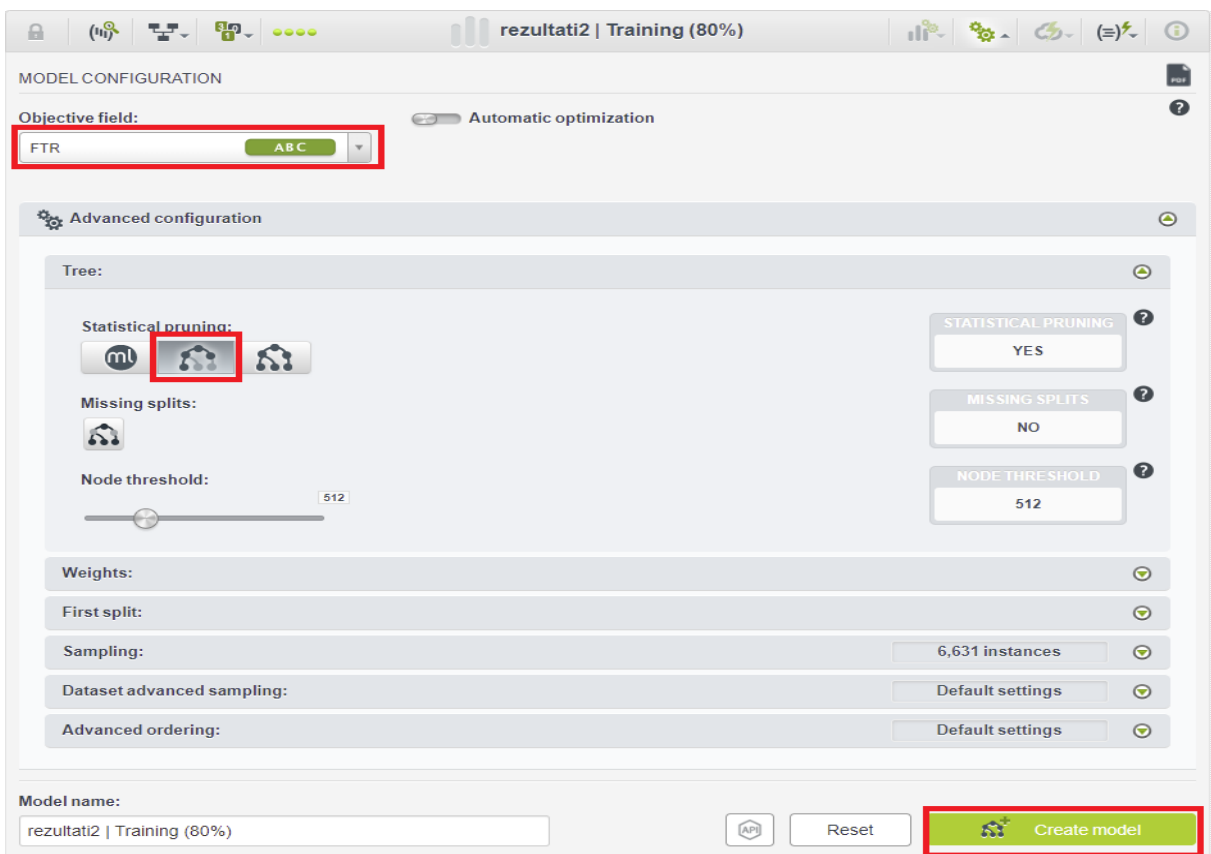 rezultati2 | Training (80%)
MODEL CONFIGURATION
PDF
Objective field:
Automatic optimization
?
FTR
ABC
Advanced configuration
Tree:
Statistical pruning:
ml
STATISTICAL PRUNING
?
YES
Missing splits:
MISSING SPLITS
?
NO
Node threshold:
512
NODE THRESHOLD
?
512
Weights:
First split:
Sampling:
6,631 instances
Dataset advanced sampling:
Default settings
Advanced ordering:
Default settings
Model name:
rezultati2 | Training (80%)
API
Reset
Create model